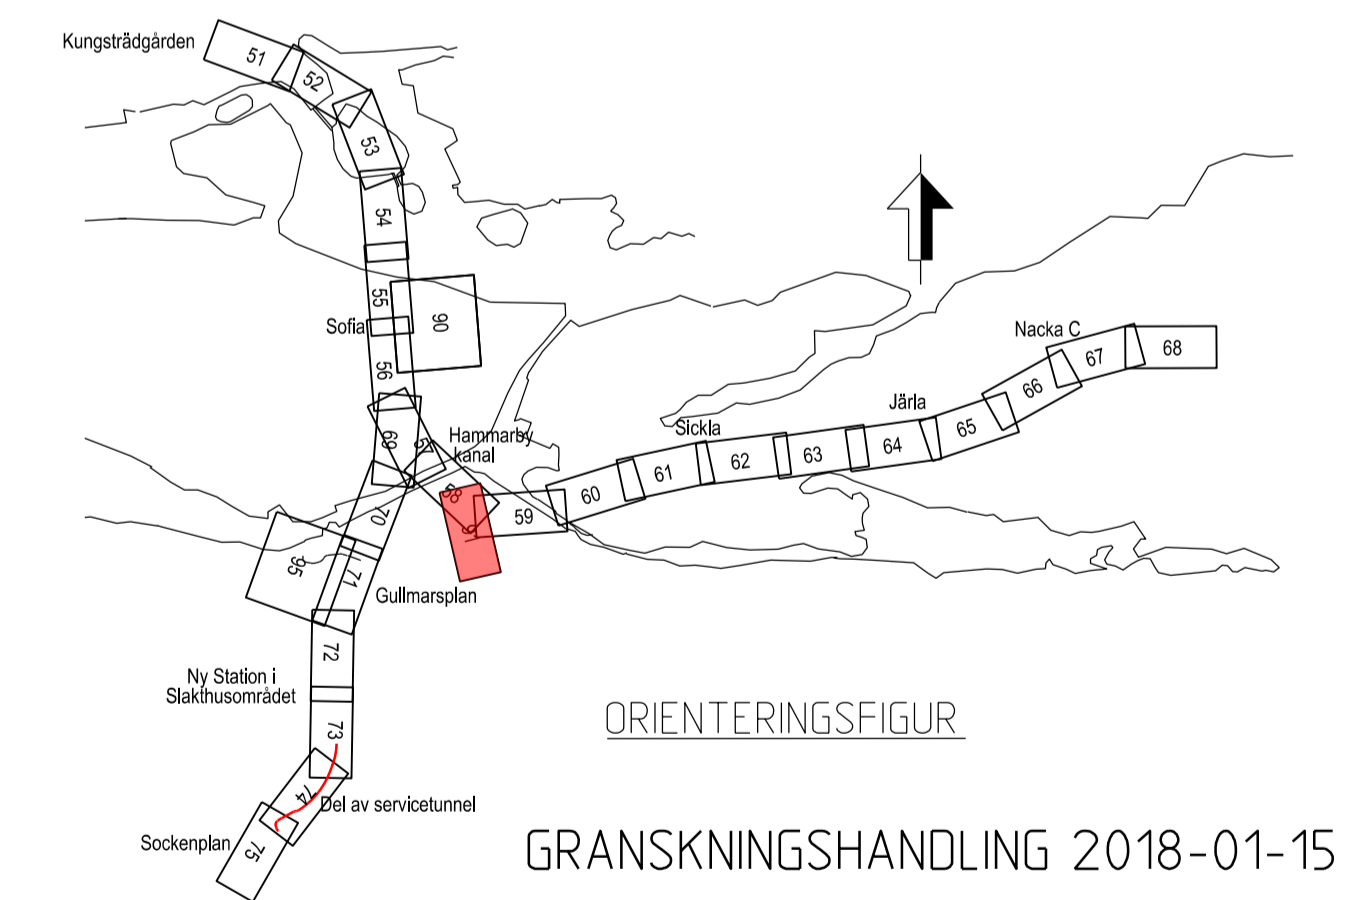 Kungsträdgården
51
52
53
54
55
Sofia
90
56
Nacka C
67
68
66
Järla
65
64
63
Sickla
62
61
60
59
69
57
Hammarby
kanal
58
70
95
71
Gullmarsplan
72
Ny Station i
Slakthusområdet
73
74
Del av servicetunnel
Sockenplan
75
ORIENTERINGSFIGUR
GRANSKNINGSHANDLING 2018-01-15